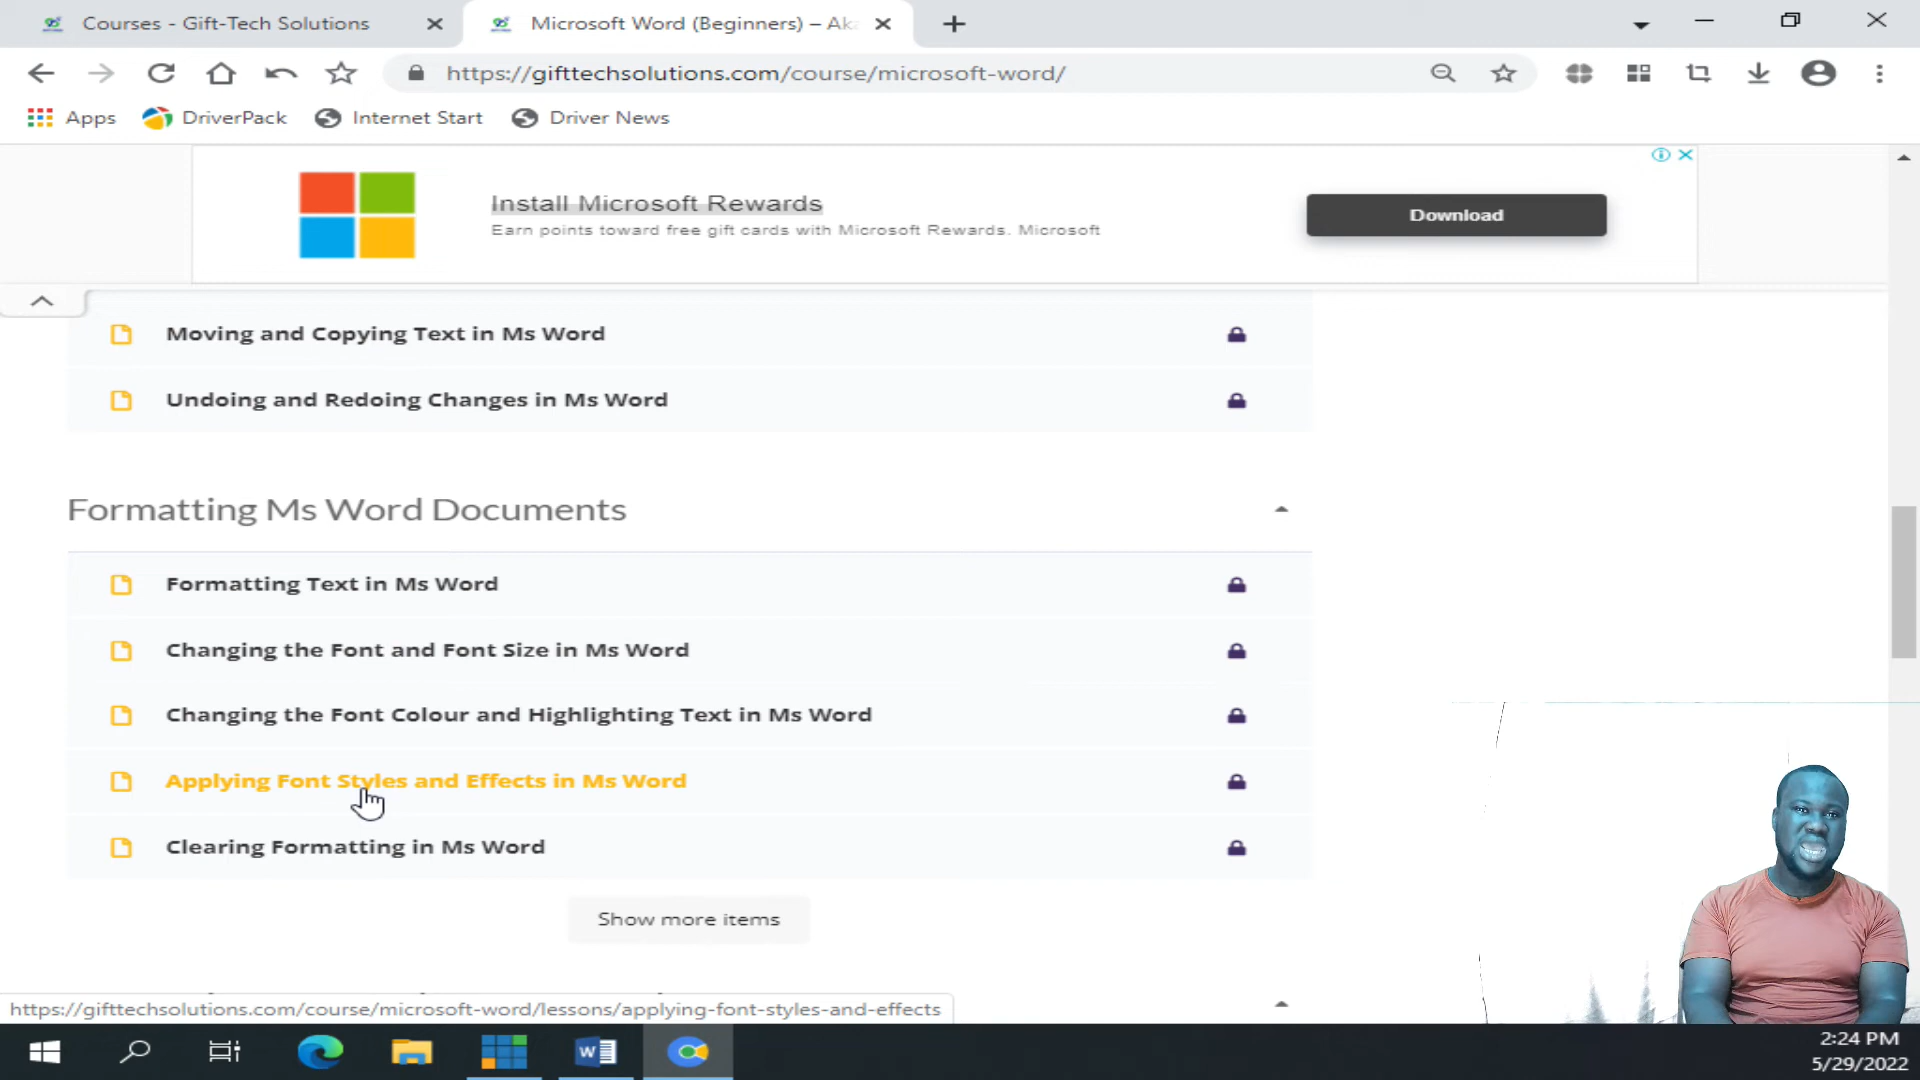 Courses - Gift-Tech Solutions
Microsoft Word (Beginners) – Aka
https://gifttechsolutions.com/course/microsoft-word/
Apps
DriverPack
Internet Start
Driver News
Install Microsoft Rewards
Earn points toward free gift cards with Microsoft Rewards. Microsoft
Download
Moving and Copying Text in Ms Word
Undoing and Redoing Changes in Ms Word
Formatting Ms Word Documents
Formatting Text in Ms Word
Changing the Font and Font Size in Ms Word
Changing the Font Colour and Highlighting Text in Ms Word
Applying Font Styles and Effects in Ms Word
Clearing Formatting in Ms Word
Show more items
https://gifttechsolutions.com/course/microsoft-word/lessons/applying-font-styles-and-effects
2:24 PM
5/29/2022